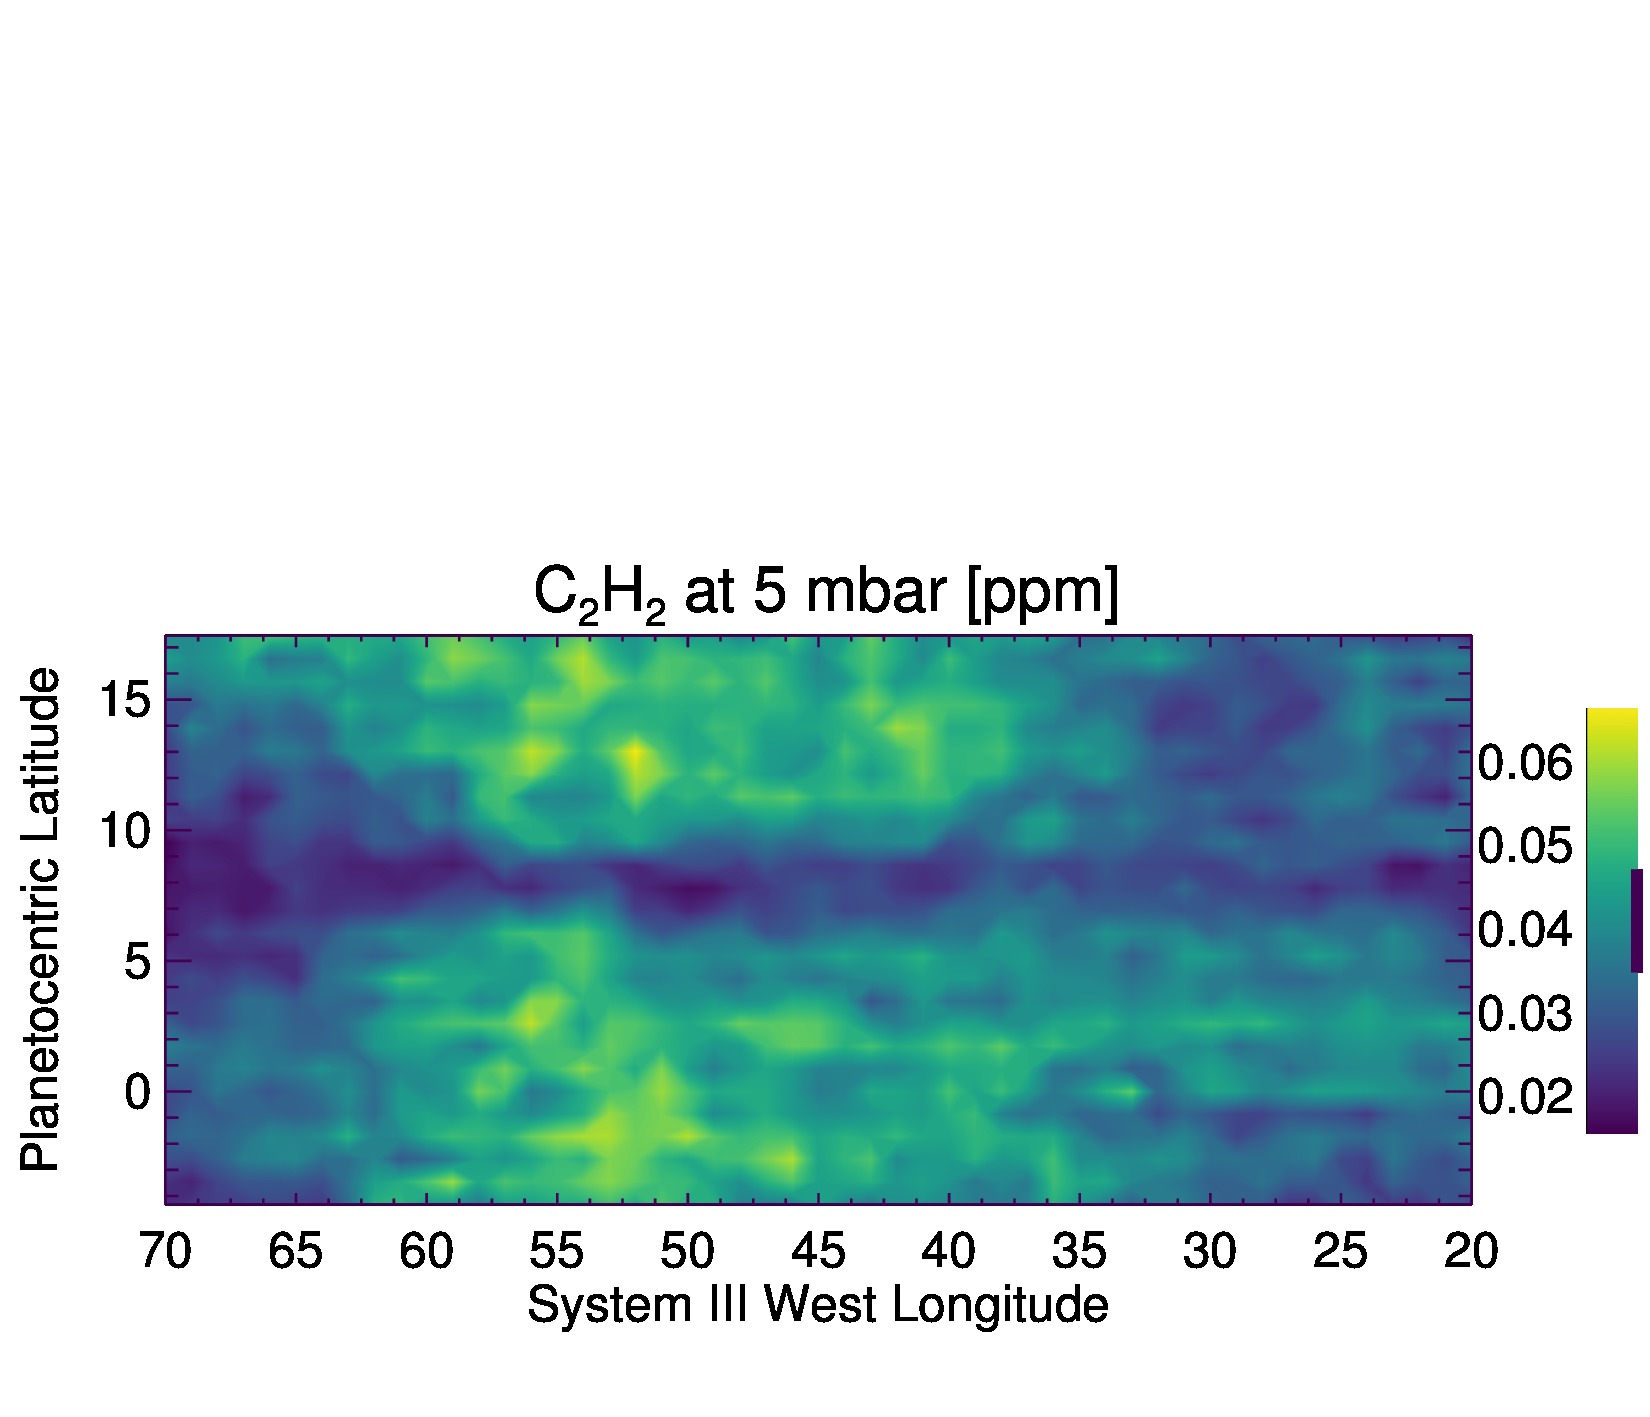 C₂H₂ at 5 mbar [ppm]
Planetocentric Latitude
15
10
5
0
70 65 60 55 50 45 40 35 30 25 20
System III West Longitude
0.06
0.05
0.04
0.03
0.02